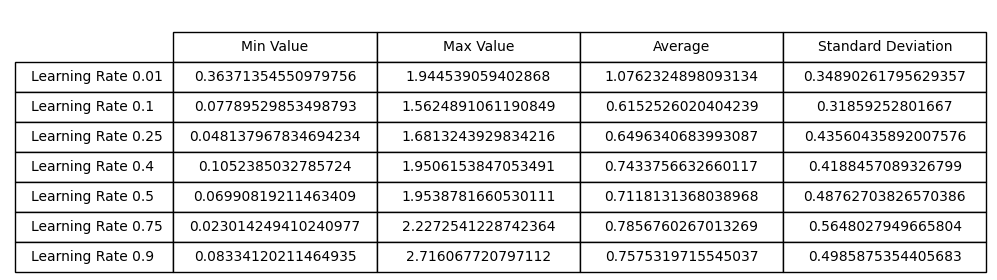 Min Value Max Value Average Standard Deviation
Learning Rate 0.01 0.36371354550979756 1.944539059402868 1.0762324898093134 0.34890261795629357
Learning Rate 0.1 0.07789529853498793 1.5624891061190849 0.6152526020404239 0.31859252801667
Learning Rate 0.25 0.048137967834694234 1.6813243929834216 0.6496340683993087 0.43560435892007576
Learning Rate 0.4 0.1052385032785724 1.9506153847053491 0.7433756632660117 0.4188457089326799
Learning Rate 0.5 0.06990819211463409 1.9538781660530111 0.7118131368038968 0.48762703826570386
Learning Rate 0.75 0.023014249410240977 2.2272541228742364 0.7856760267013269 0.5648027949665804
Learning Rate 0.9 0.08334120211464935 2.716067720797112 0.7575319715545037 0.4985875354405683